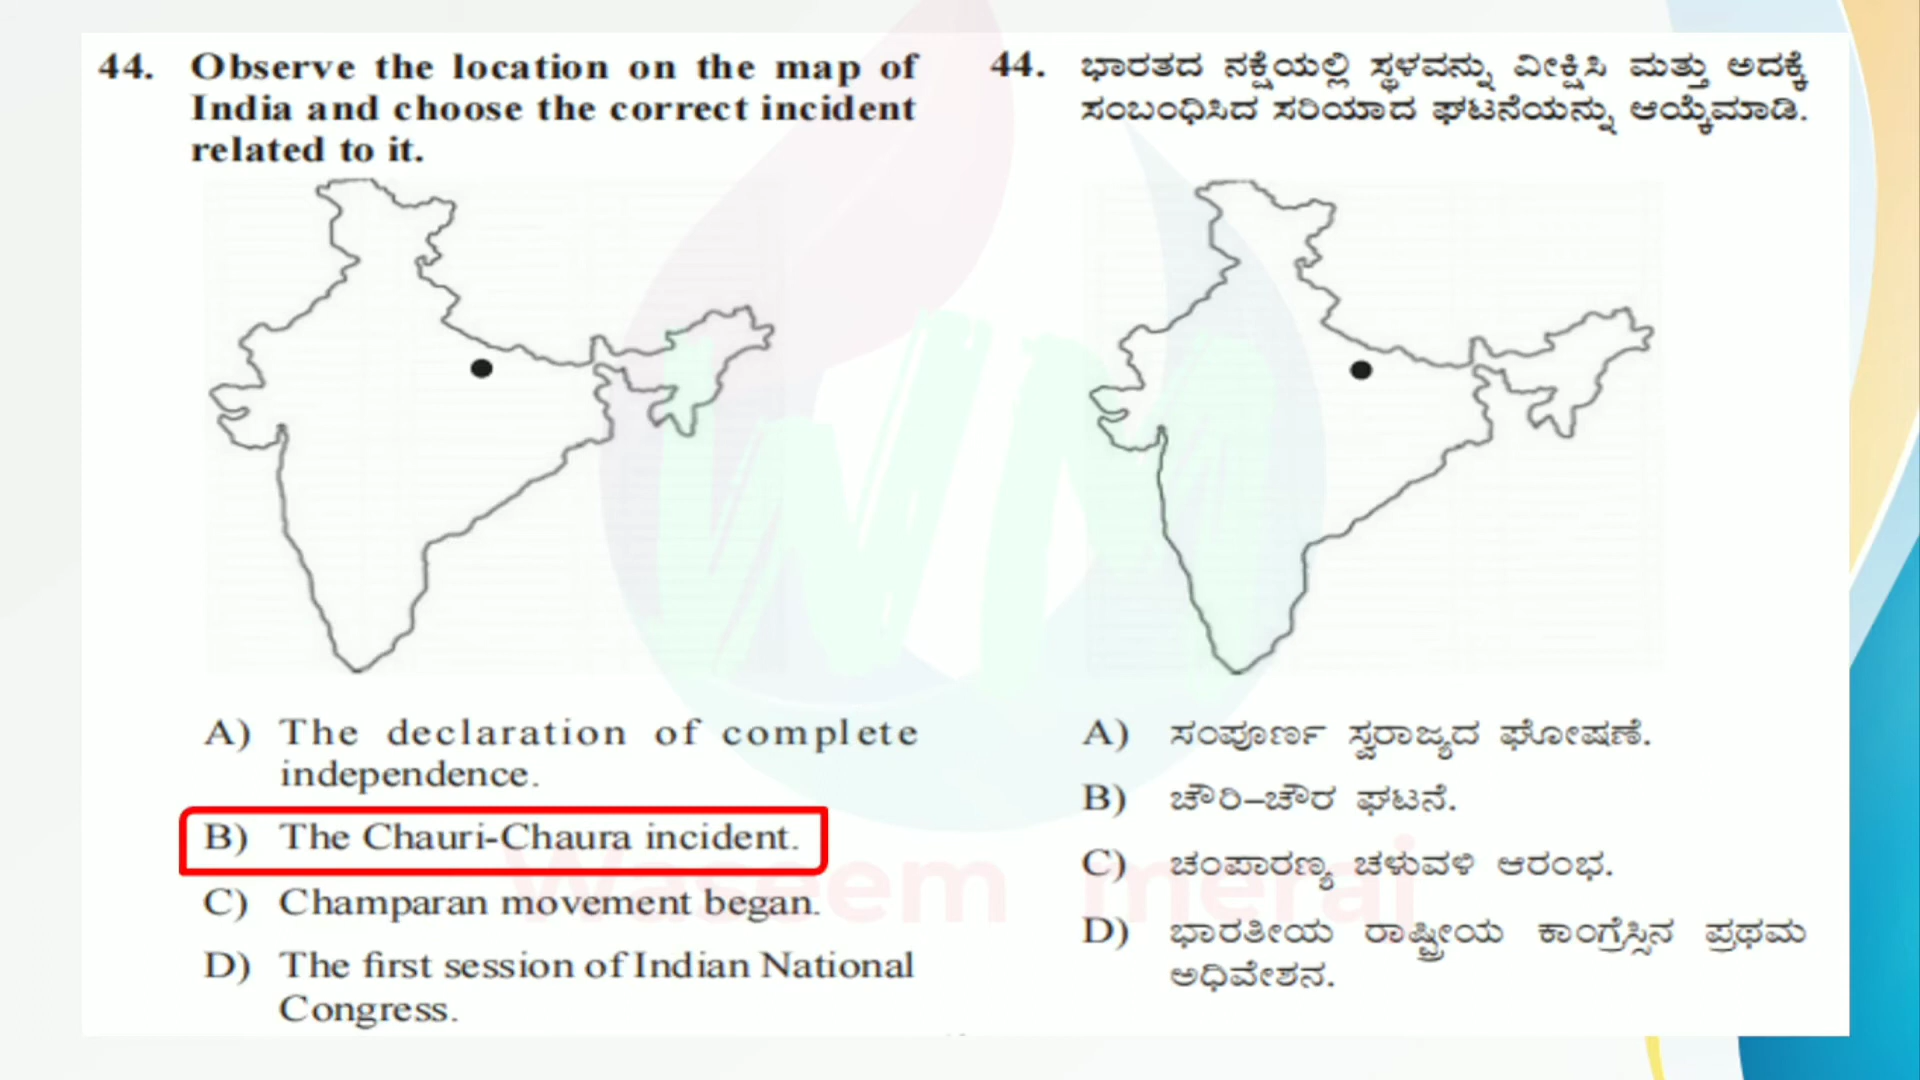 44. Observe the location on the map of
India and choose the correct incident
related to it.
A) The declaration of complete
independence.
B) The Chauri-Chaura incident.
C) Champaran movement began.
D) The first session of Indian National
Congress.
44. ಭಾರತದ ನಕ್ಷೆಯಲ್ಲಿ ಸ್ಥಳವನ್ನು ವೀಕ್ಷಿಸಿ ಮತ್ತು ಅದಕ್ಕೆ
ಸಂಬಂಧಿಸಿದ ಸರಿಯಾದ ಘಟನೆಯನ್ನು ಆಯ್ಕೆಮಾಡಿ.
A) ಸಂಪೂರ್ಣ ಸ್ವರಾಜ್ಯದ ಘೋಷಣೆ.
B) ಚೌರಿ–ಚೌರ ಘಟನೆ.
C) ಚಂಪಾರಣ್ಯ ಚಳುವಳಿ ಆರಂಭ.
D) ಭಾರತೀಯ ರಾಷ್ಟ್ರೀಯ ಕಾಂಗ್ರೆಸ್ಸಿನ ಪ್ರಥಮ
ಅಧಿವೇಶನ.
WM
Waseem meraj